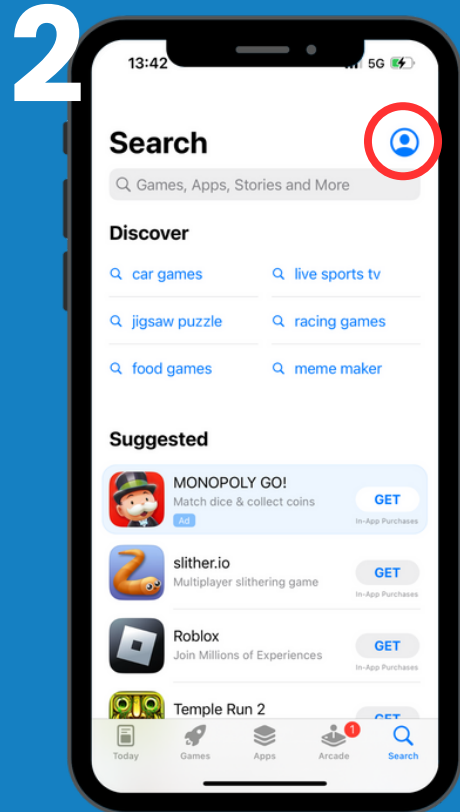 2
13:42
5G
Search
Games, Apps, Stories and More
Discover
car games
live sports tv
jigsaw puzzle
racing games
food games
meme maker
Suggested
MONOPOLY GO!
Match dice & collect coins
Ad
GET
In-App Purchases
slither.io
Multiplayer slithering game
GET
In-App Purchases
Roblox
Join Millions of Experiences
GET
In-App Purchases
Temple Run 2
GET
1
Today
Games
Apps
Arcade
Search